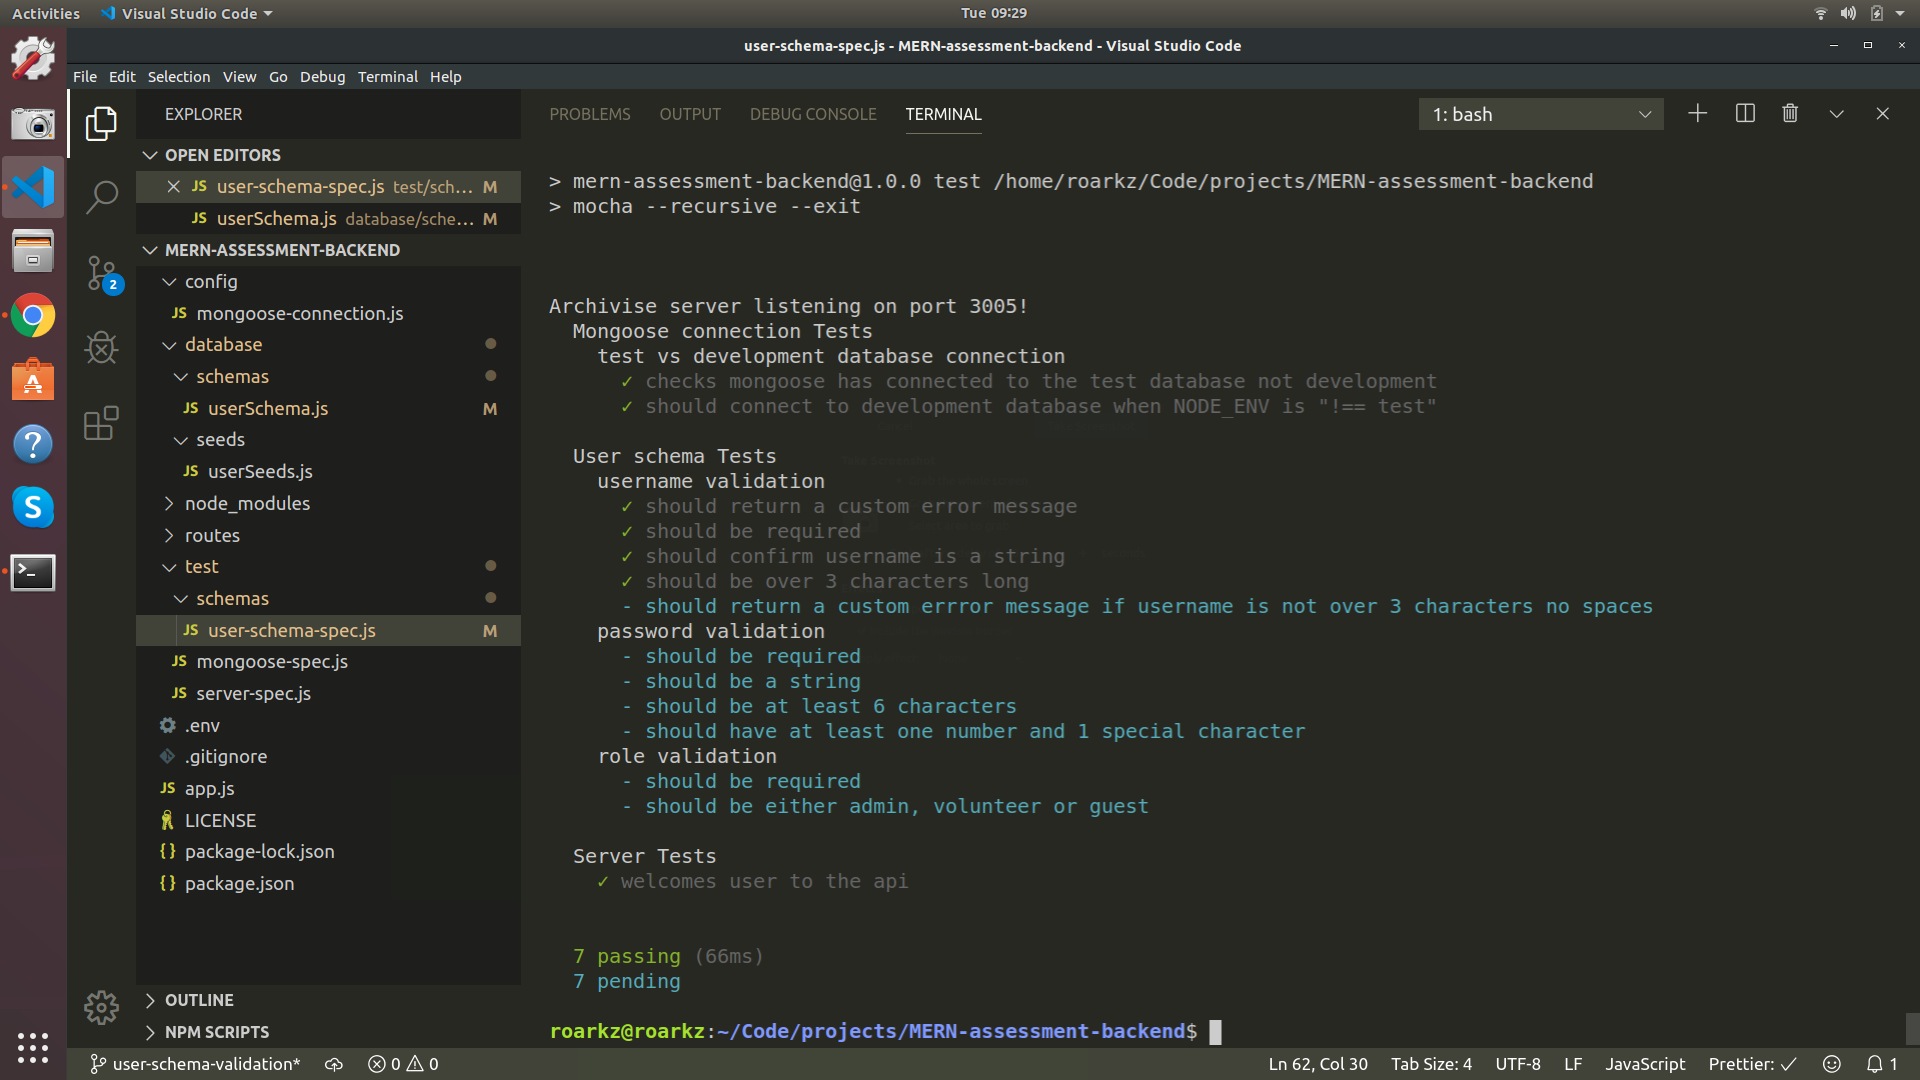 Activities Visual Studio Code Tue 09:29
user-schema-spec.js - MERN-assessment-backend - Visual Studio Code
File Edit Selection View Go Debug Terminal Help
EXPLORER
OPEN EDITORS
JS user-schema-spec.js test/sch... M
JS userSchema.js database/sche... M
MERN-ASSESSMENT-BACKEND
config
JS mongoose-connection.js
database
schemas
JS userSchema.js M
seeds
JS userSeeds.js
node_modules
routes
test
schemas
JS user-schema-spec.js M
JS mongoose-spec.js
JS server-spec.js
.env
.gitignore
JS app.js
LICENSE
{} package-lock.json
{} package.json
OUTLINE
NPM SCRIPTS
2
PROBLEMS OUTPUT DEBUG CONSOLE TERMINAL 1: bash
> mern-assessment-backend@1.0.0 test /home/roarkz/Code/projects/MERN-assessment-backend
> mocha --recursive --exit
Archivise server listening on port 3005!
Mongoose connection Tests
test vs development database connection
✓ checks mongoose has connected to the test database not development
✓ should connect to development database when NODE_ENV is "!== test"
User schema Tests
username validation
✓ should return a custom error message
✓ should be required
✓ should confirm username is a string
✓ should be over 3 characters long
- should return a custom errror message if username is not over 3 characters no spaces
password validation
- should be required
- should be a string
- should be at least 6 characters
- should have at least one number and 1 special character
role validation
- should be required
- should be either admin, volunteer or guest
Server Tests
✓ welcomes user to the api
7 passing (66ms)
7 pending
roarkz@roarkz:~/Code/projects/MERN-assessment-backend$
user-schema-validation* 0 0 Ln 62, Col 30 Tab Size: 4 UTF-8 LF JavaScript Prettier: ✓ 1